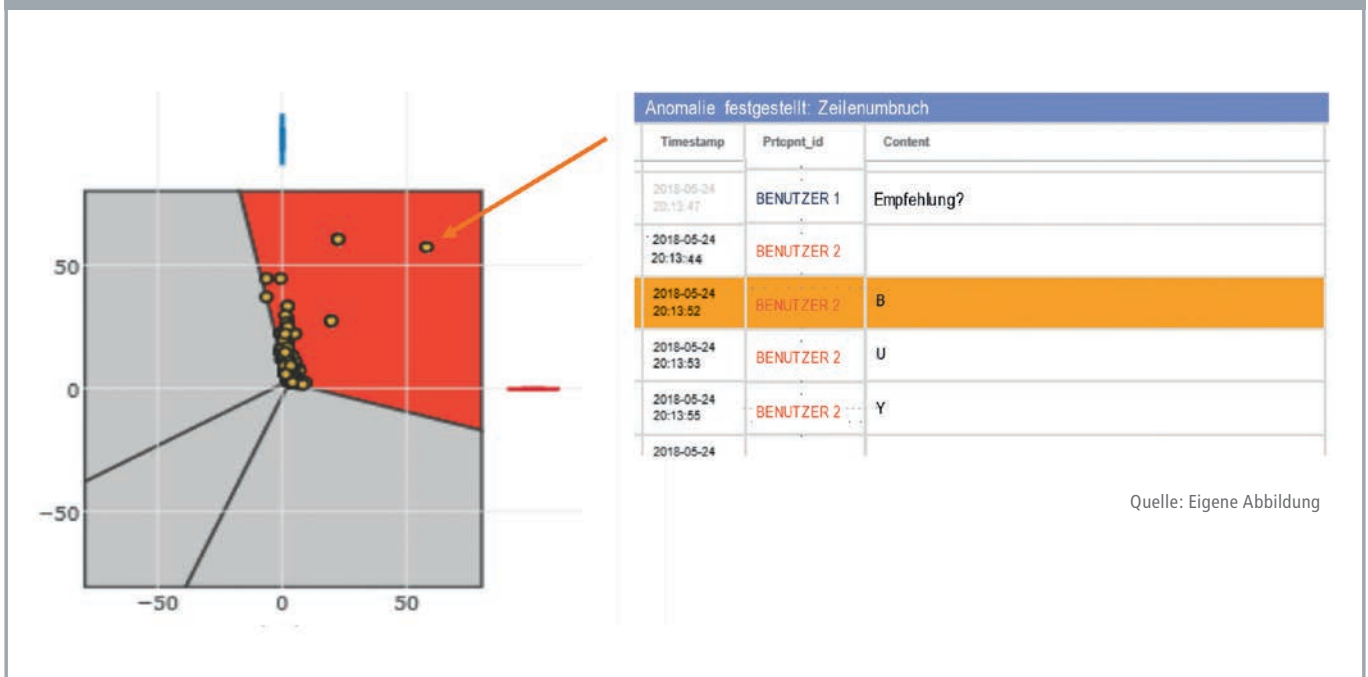 50
0
−50
−50
0
50
Anomalie festgestellt: Zeilenumbruch
Timestamp Prtcpnt_id Content
2018-05-24
20:13:47
BENUTZER 1
Empfehlung?
2018-05-24
20:13:44
BENUTZER 2
2018-05-24
20:13:52
BENUTZER 2
B
2018-05-24
20:13:53
BENUTZER 2
U
2018-05-24
20:13:55
BENUTZER 2
Y
2018-05-24
Quelle: Eigene Abbildung